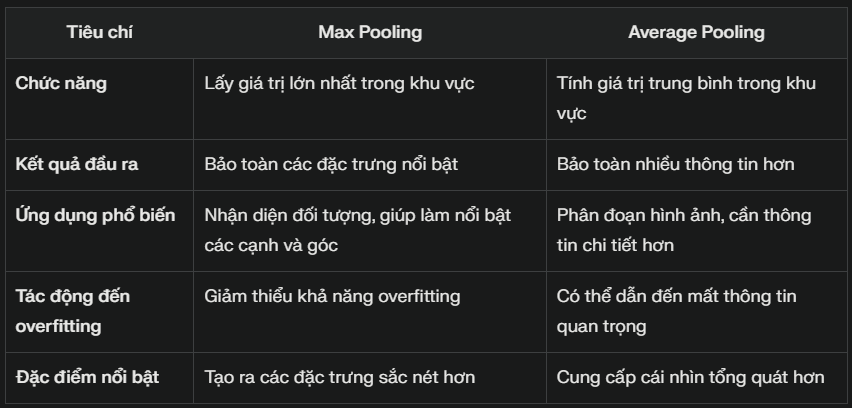 Tiêu chí
Max Pooling
Average Pooling
Chức năng
Lấy giá trị lớn nhất trong khu vực
Tính giá trị trung bình trong khu
vực
Kết quả đầu ra
Bảo toàn các đặc trưng nổi bật
Bảo toàn nhiều thông tin hơn
Ứng dụng phổ biến
Nhận diện đối tượng, giúp làm nổi bật
các cạnh và góc
Phân đoạn hình ảnh, cần thông
tin chi tiết hơn
Tác động đến
overfitting
Giảm thiểu khả năng overfitting
Có thể dẫn đến mất thông tin
quan trọng
Đặc điểm nổi bật
Tạo ra các đặc trưng sắc nét hơn
Cung cấp cái nhìn tổng quát hơn